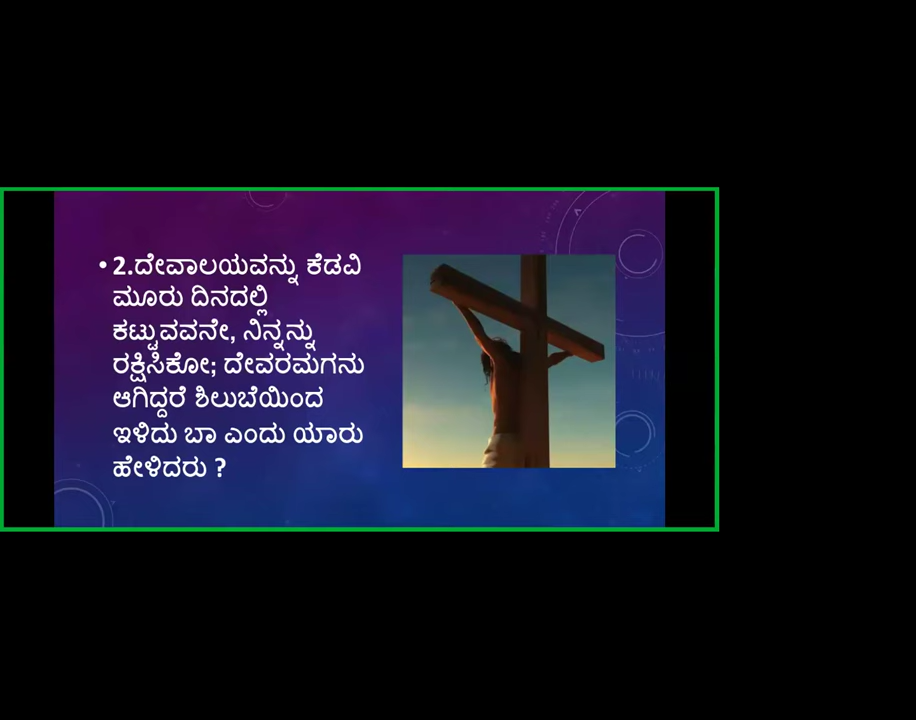 • 2.ದೇವಾಲಯವನ್ನು ಕೆಡವಿ
ಮೂರು ದಿನದಲ್ಲಿ
ಕಟ್ಟುವವನೇ, ನಿನ್ನನ್ನು
ರಕ್ಷಿಸಿಕೋ; ದೇವರಮಗನು
ಆಗಿದ್ದರೆ ಶಿಲುಬೆಯಿಂದ
ಇಳಿದು ಬಾ ಎಂದು ಯಾರು
ಹೇಳಿದರು ?